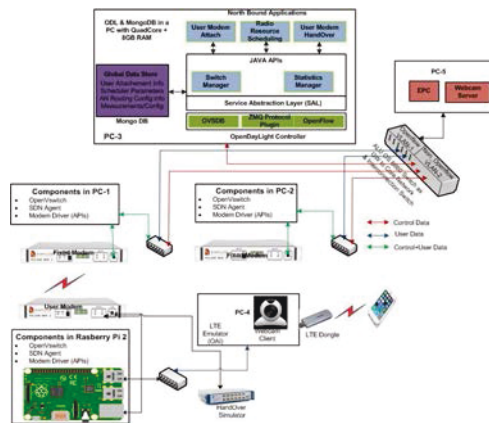 ODL & MongoDB in a
PC with QuadCore +
8GB RAM
North Bound Applications
User Modem
Attach
Radio
Resource
Scheduling
User Modem
HandOver
Global Data Store
User Attachement Info
Scheduler Parameters
AN Routing Config Info
Measurements/Config
Mongo DB
PC-3
JAVA APIs
Switch
Manager
Statistics
Manager
Service Abstraction Layer (SAL)
OVSDB
ZMQ Protocol
Plugin
OpenFlow
OpenDayLight Controller
PC-5
EPC
Webcam
Server
Components in PC-1
OpenVswitch
SDN Agent
Modem Driver (APIs)
Fixed Modem
Components in PC-2
OpenVswitch
SDN Agent
Modem Driver (APIs)
Fixed Modem
Control Data
User Data
Control+User Data
User Modem
Components in Rasberry Pi 2
OpenVswitch
SDN Agent
Modem Driver (APIs)
PC-4
LTE
Emulator
(OAI)
Webcam
Client
LTE Dongle
HandOver
Simulator